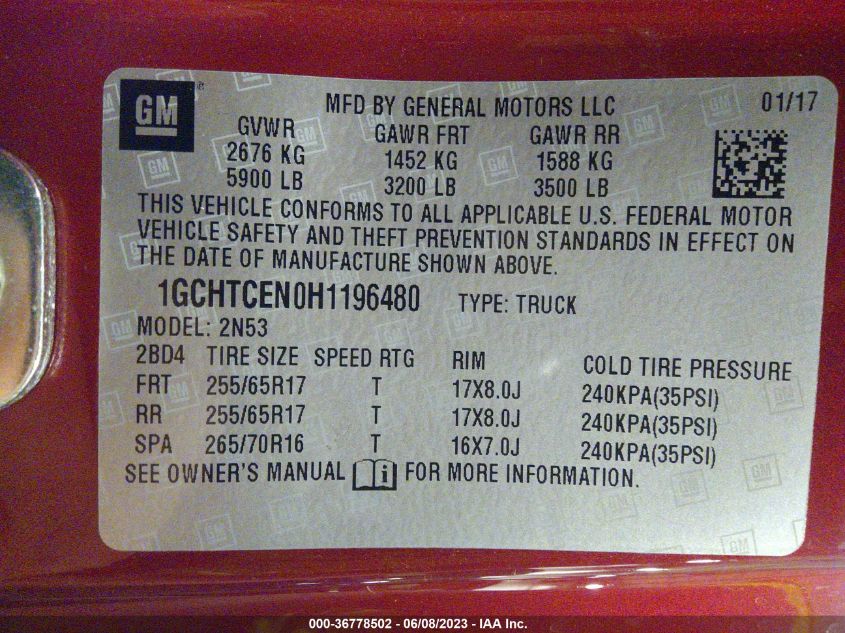 GM ®
MFD BY GENERAL MOTORS LLC 01/17
GVWR GAWR FRT GAWR RR
2676 KG 1452 KG 1588 KG
5900 LB 3200 LB 3500 LB
THIS VEHICLE CONFORMS TO ALL APPLICABLE U.S. FEDERAL MOTOR
VEHICLE SAFETY AND THEFT PREVENTION STANDARDS IN EFFECT ON
THE DATE OF MANUFACTURE SHOWN ABOVE.
1GCHTCEN0H1196480 TYPE: TRUCK
MODEL: 2N53
2BD4 TIRE SIZE SPEED RTG RIM COLD TIRE PRESSURE
FRT 255/65R17 T 17X8.0J 240KPA(35PSI)
RR 255/65R17 T 17X8.0J 240KPA(35PSI)
SPA 265/70R16 T 16X7.0J 240KPA(35PSI)
SEE OWNER'S MANUAL i FOR MORE INFORMATION.
000-36778502 - 06/08/2023 - IAA Inc.